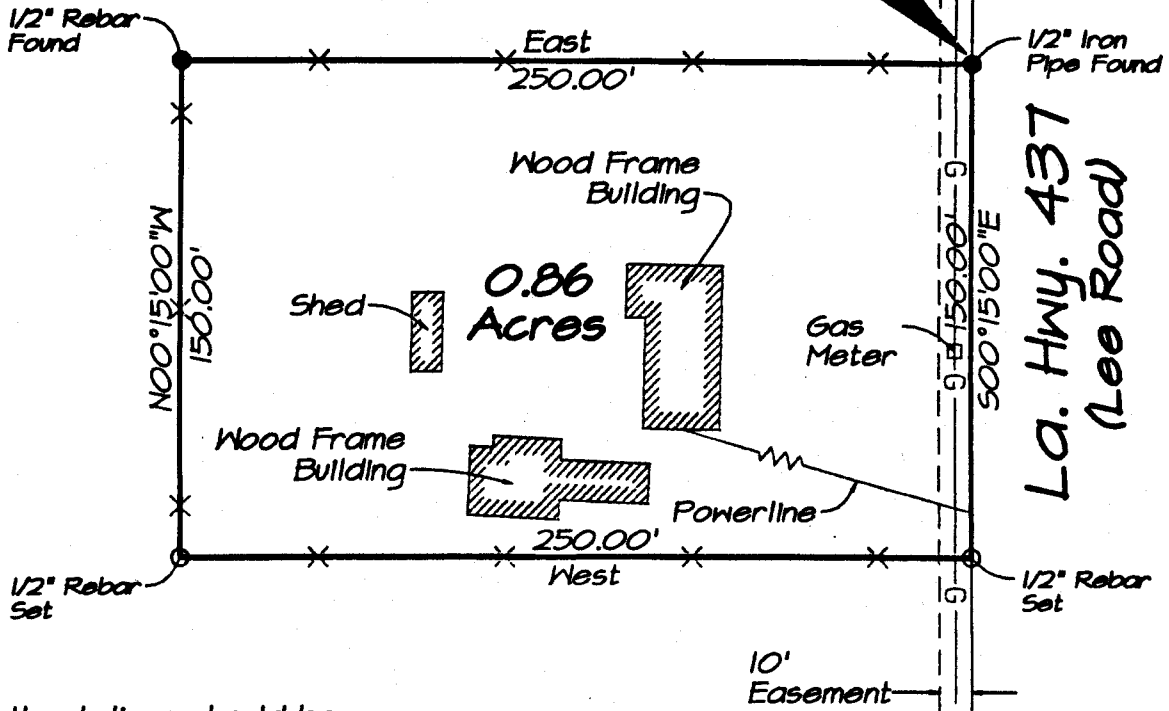 1/2" Rebar
Found
East
250.00'
1/2" Iron
Pipe Found
La. Hwy. 437
(Lee Road)
Wood Frame
Building
G
N00°15'00"W
150.00'
150.00'
S00°15'00"E
0.86
Acres
Shed
Gas
Meter
G
Wood Frame
Building
Powerline
250.00'
West
1/2" Rebar
Set
1/2" Rebar
Set
G
10'
Easement